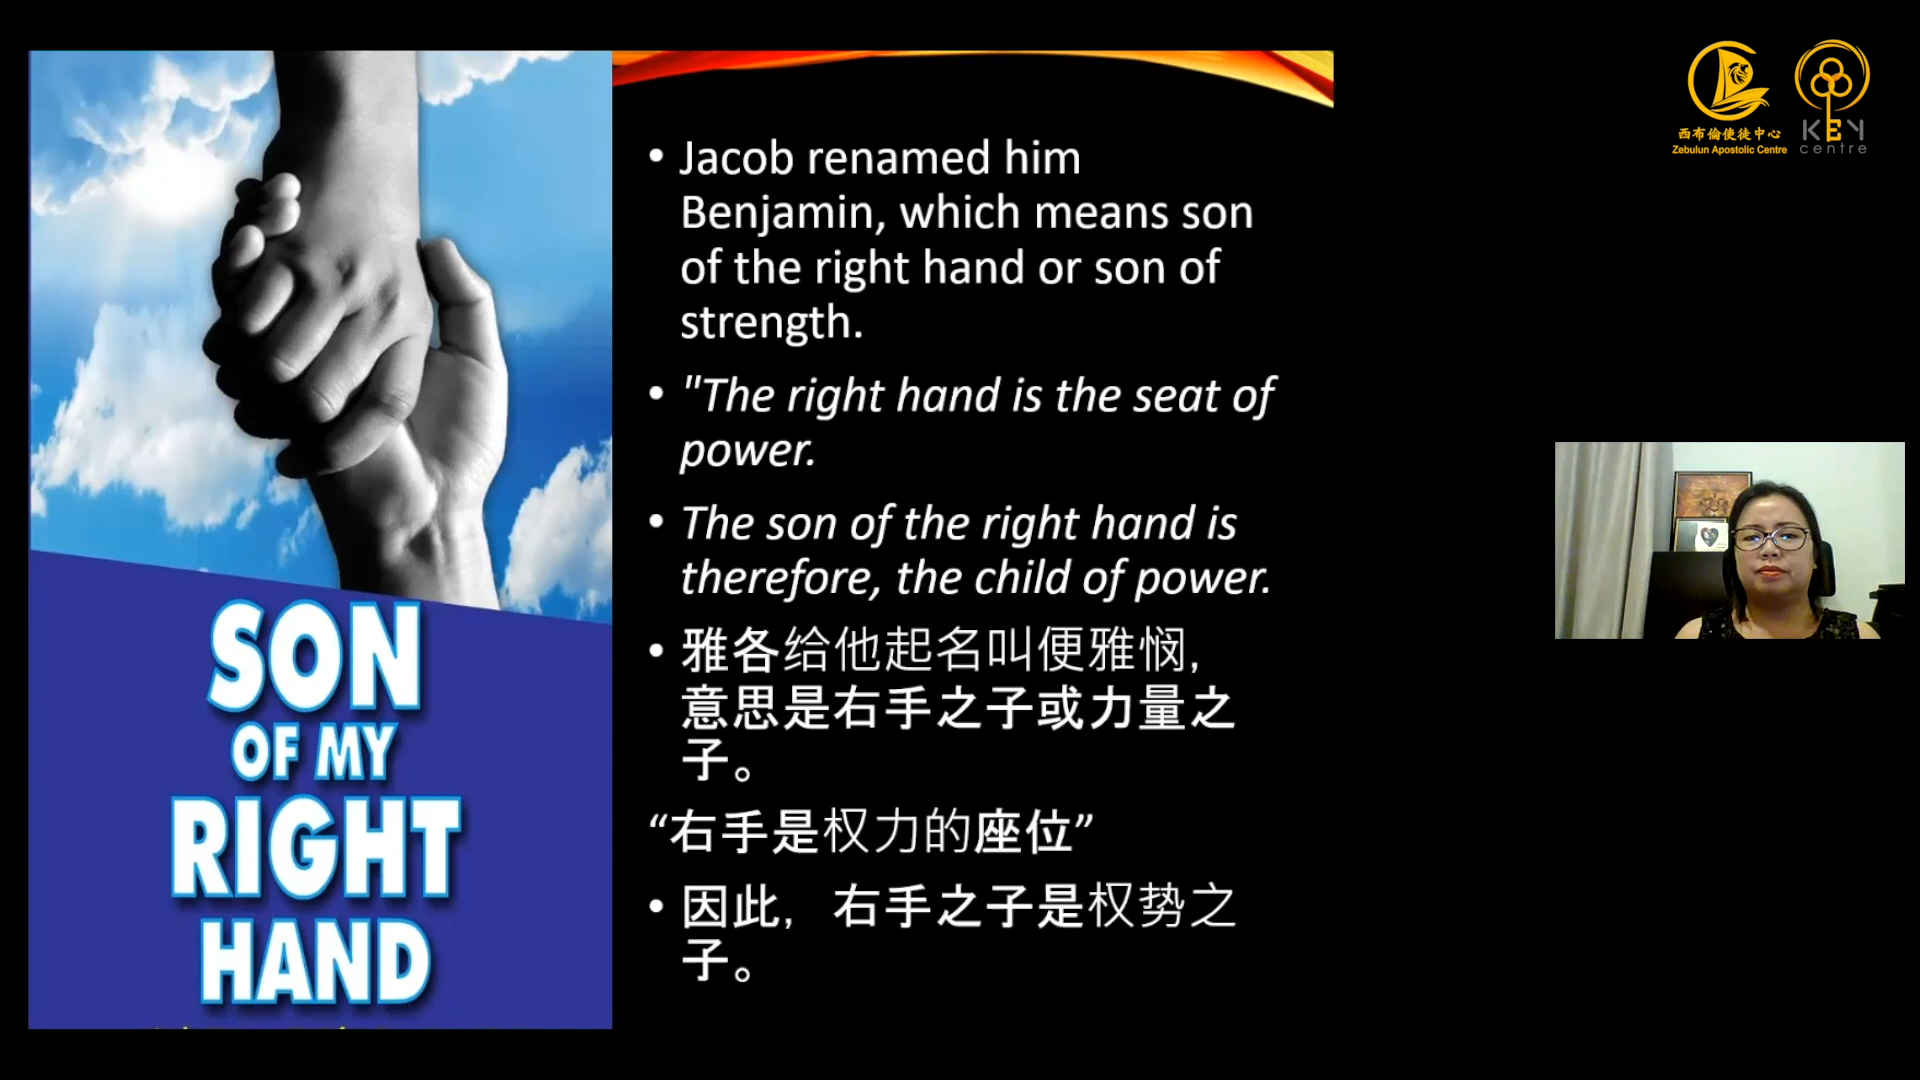 SON
OF MY
RIGHT
HAND
• Jacob renamed him
Benjamin, which means son
of the right hand or son of
strength.
• "The right hand is the seat of
power.
• The son of the right hand is
therefore, the child of power.
• 雅各给他起名叫便雅悯,
意思是右手之子或力量之
子。
“右手是权力的座位”
• 因此, 右手之子是权势之
子。
西布倫使徒中心
Zebulun Apostolic Centre
KEY
centre